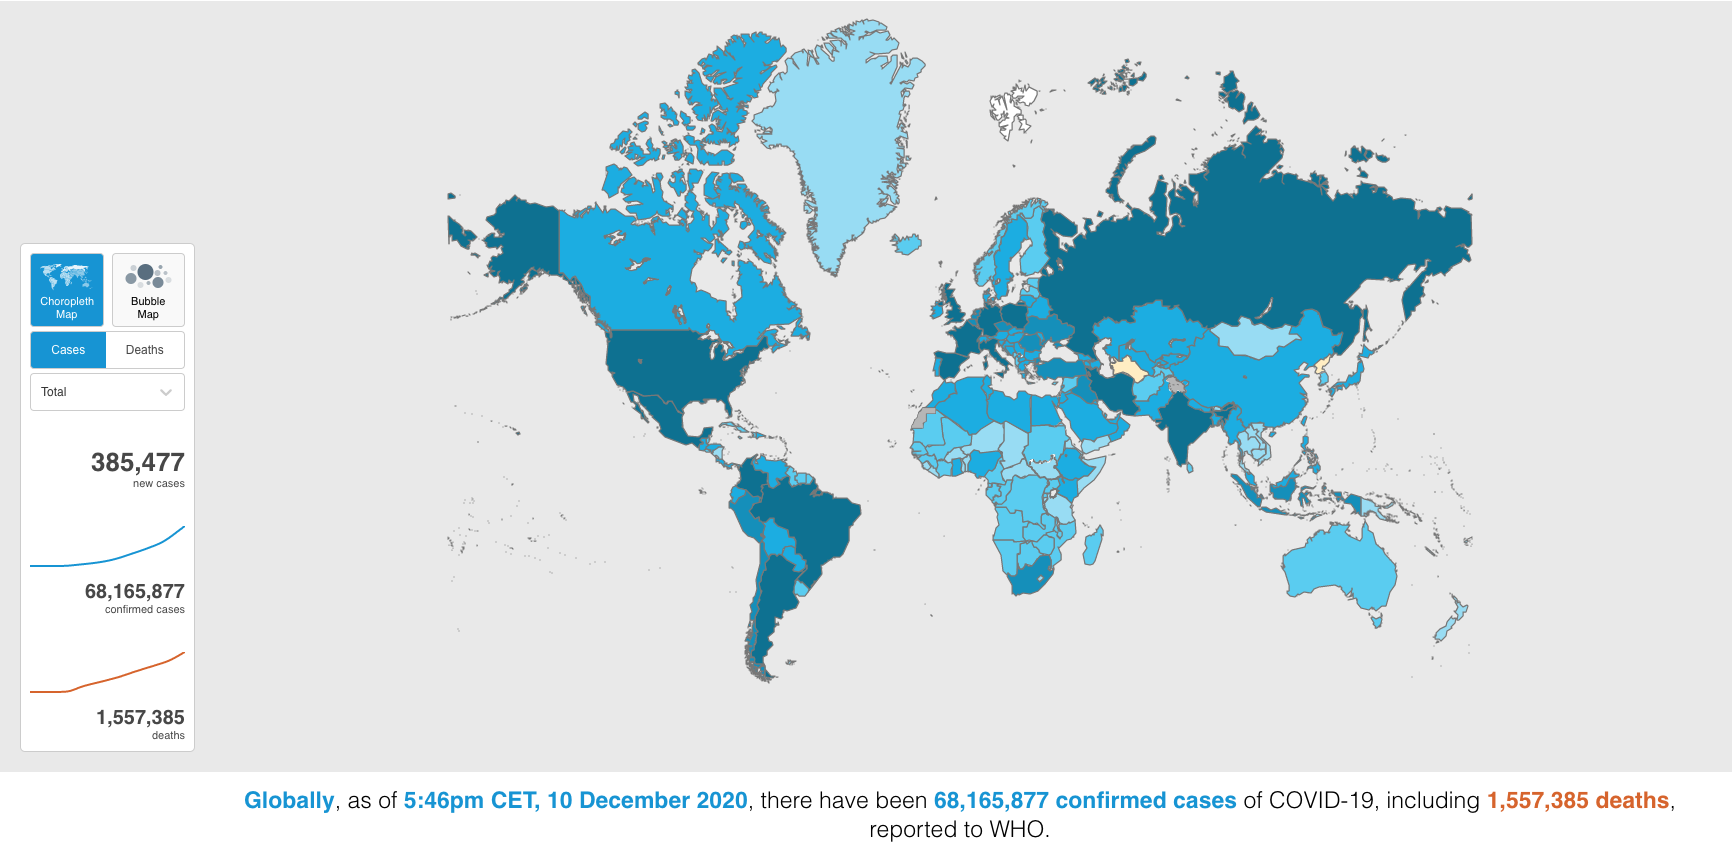 Choropleth
Map
Bubble
Map
Cases
Deaths
Total
385,477
new cases
68,165,877
confirmed cases
1,557,385
deaths
Globally, as of 5:46pm CET, 10 December 2020, there have been 68,165,877 confirmed cases of COVID-19, including 1,557,385 deaths,
reported to WHO.